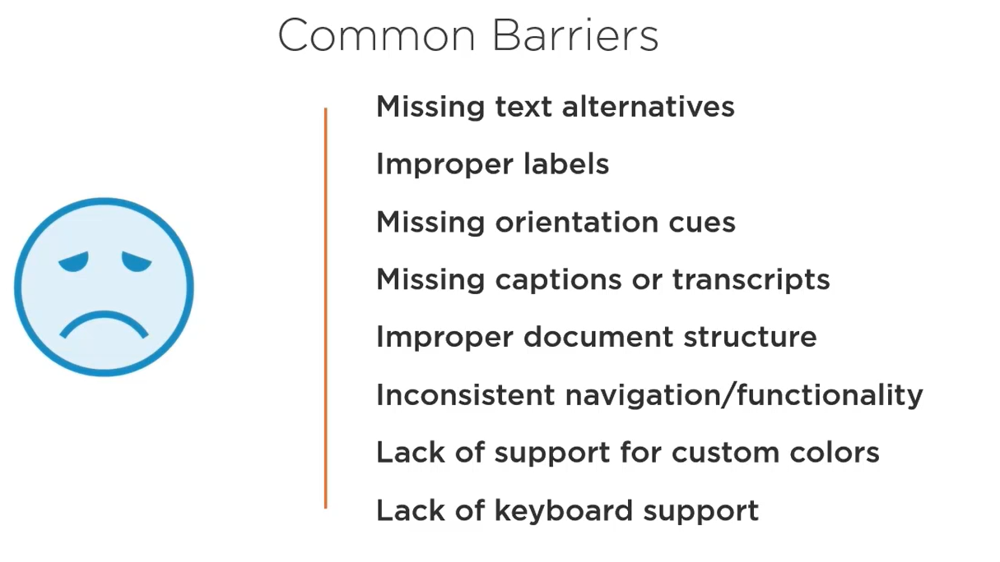 Common Barriers
Missing text alternatives
Improper labels
Missing orientation cues
Missing captions or transcripts
Improper document structure
Inconsistent navigation/functionality
Lack of support for custom colors
Lack of keyboard support